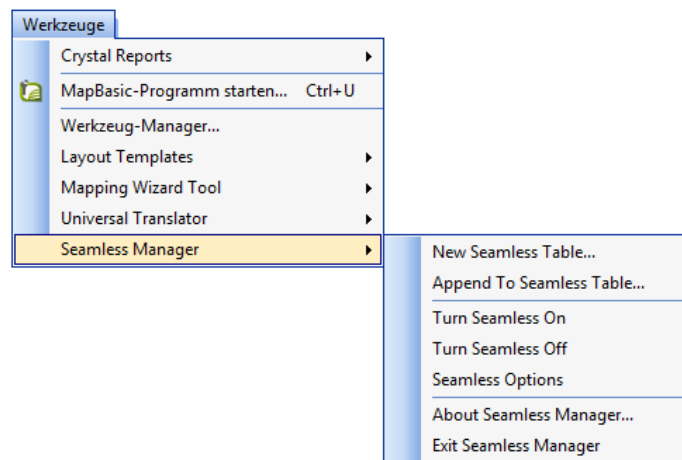 Werkzeuge
Crystal Reports
MapBasic-Programm starten... Ctrl+U
Werkzeug-Manager...
Layout Templates
Mapping Wizard Tool
Universal Translator
Seamless Manager
New Seamless Table...
Append To Seamless Table...
Turn Seamless On
Turn Seamless Off
Seamless Options
About Seamless Manager...
Exit Seamless Manager